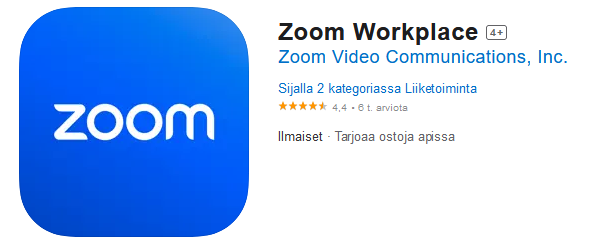 zoom
Zoom Workplace 4+
Zoom Video Communications, Inc.
Sijalla 2 kategoriassa Liiketoiminta
4,4 • 6 t. arviota
Ilmaiset · Tarjoaa ostoja apissa